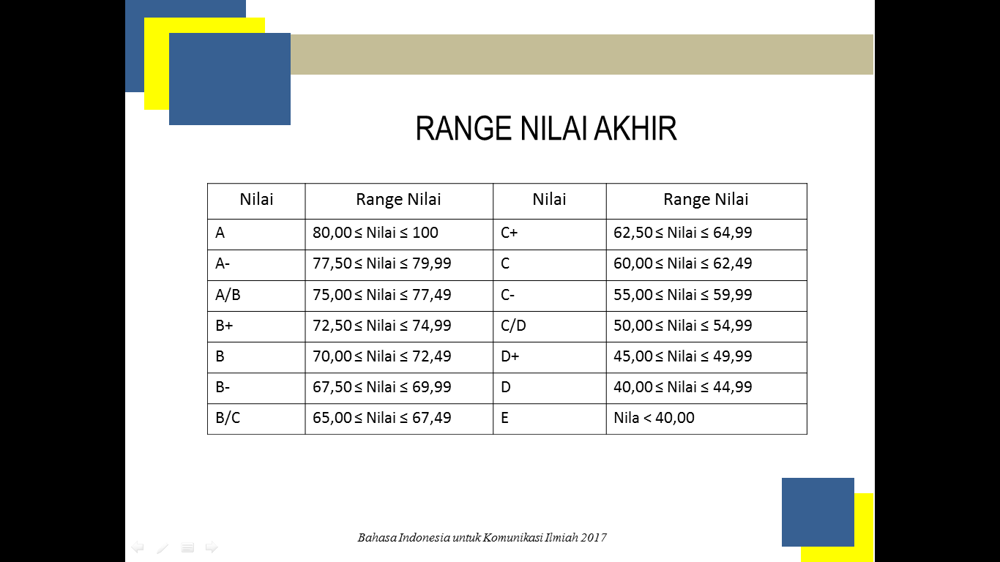 RANGE NILAI AKHIR
Nilai Range Nilai Nilai Range Nilai
A 80,00 ≤ Nilai ≤ 100 C+ 62,50 ≤ Nilai ≤ 64,99
A- 77,50 ≤ Nilai ≤ 79,99 C 60,00 ≤ Nilai ≤ 62,49
A/B 75,00 ≤ Nilai ≤ 77,49 C- 55,00 ≤ Nilai ≤ 59,99
B+ 72,50 ≤ Nilai ≤ 74,99 C/D 50,00 ≤ Nilai ≤ 54,99
B 70,00 ≤ Nilai ≤ 72,49 D+ 45,00 ≤ Nilai ≤ 49,99
B- 67,50 ≤ Nilai ≤ 69,99 D 40,00 ≤ Nilai ≤ 44,99
B/C 65,00 ≤ Nilai ≤ 67,49 E Nila < 40,00
Bahasa Indonesia untuk Komunikasi Ilmiah 2017